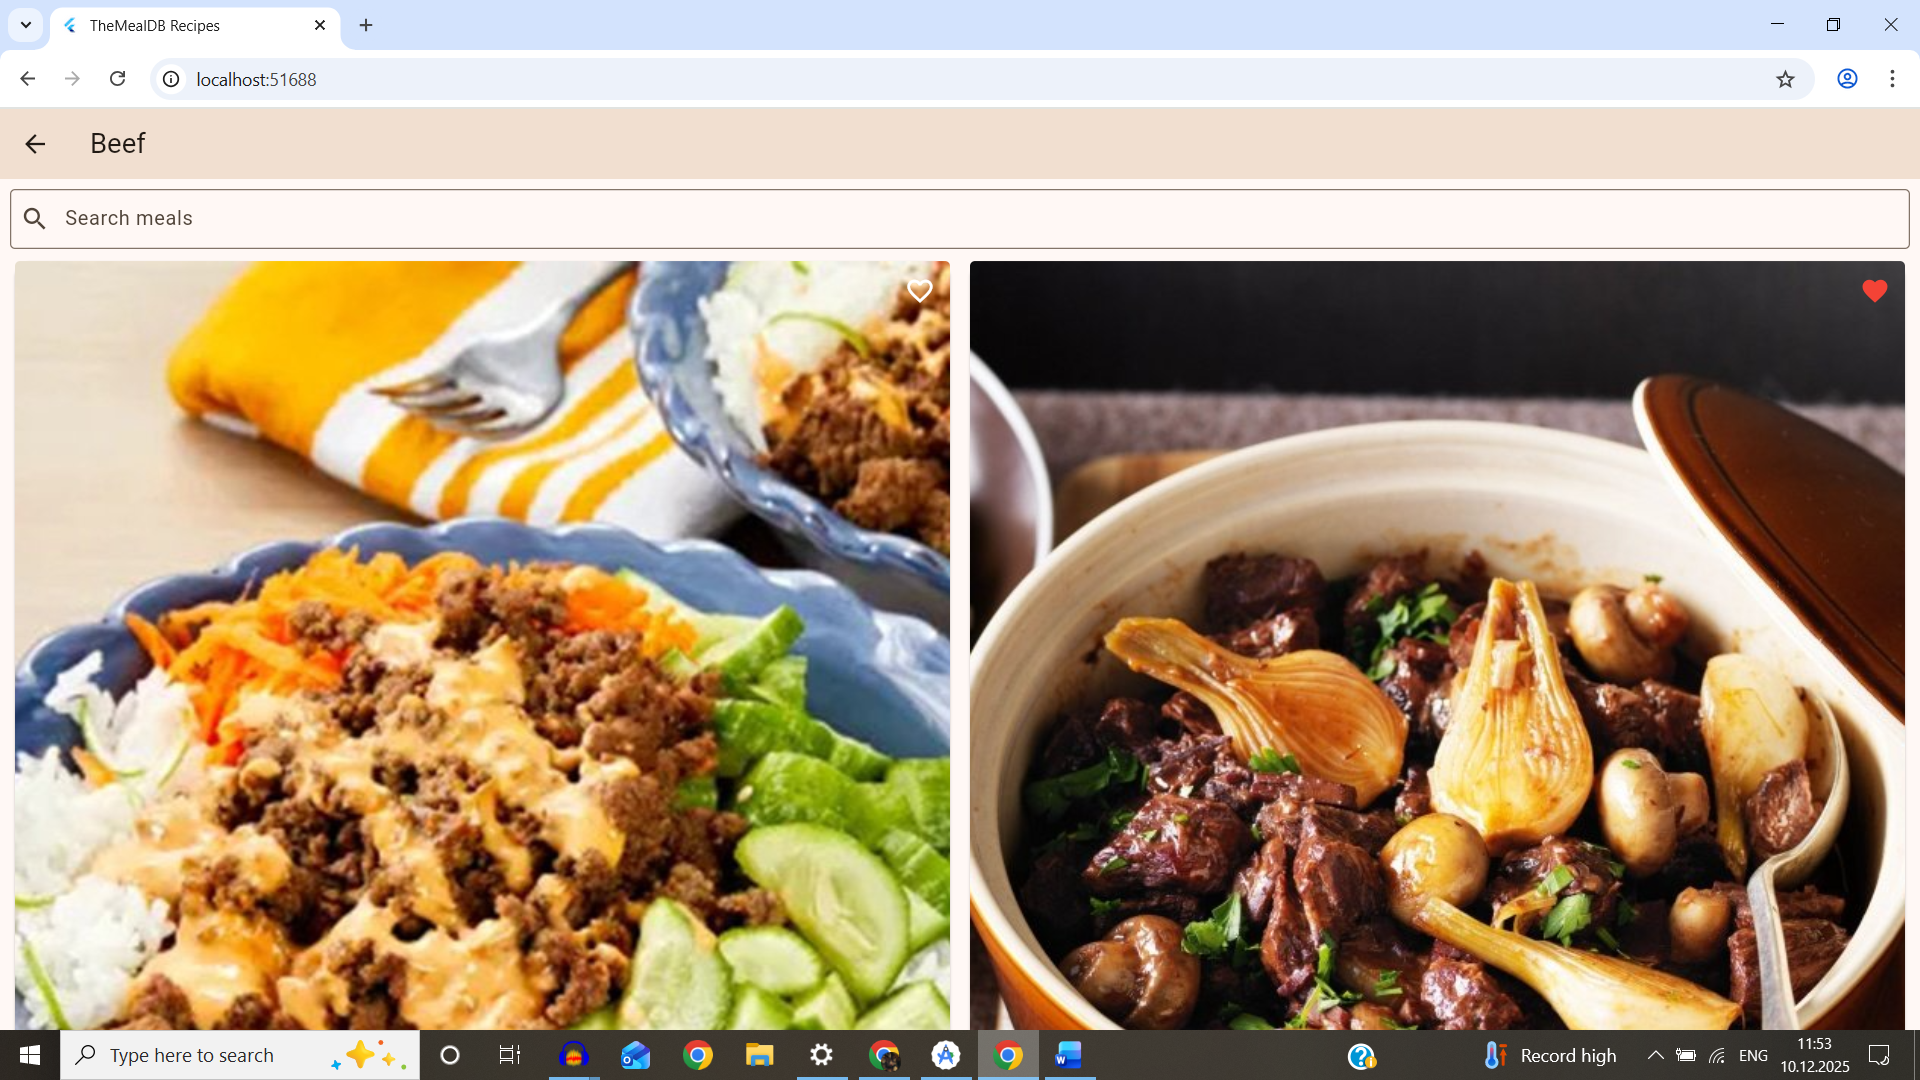 TheMealDB Recipes
localhost:51688
Beef
Search meals
Type here to search
Record high
ENG
11:53
10.12.2025